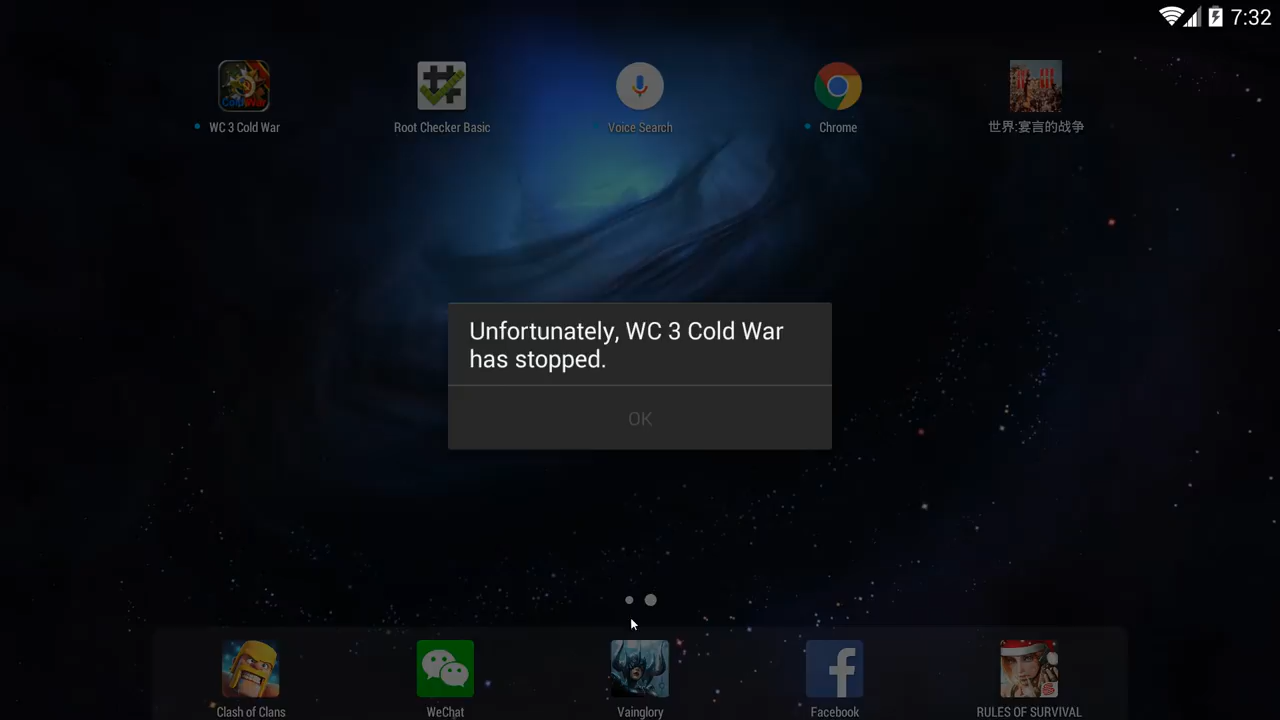 7:32
WC 3 Cold War
Root Checker Basic
Voice Search
Chrome
世界:宴言的战争
Unfortunately, WC 3 Cold War
has stopped.
OK
Clash of Clans
WeChat
Vainglory
Facebook
RULES OF SURVIVAL